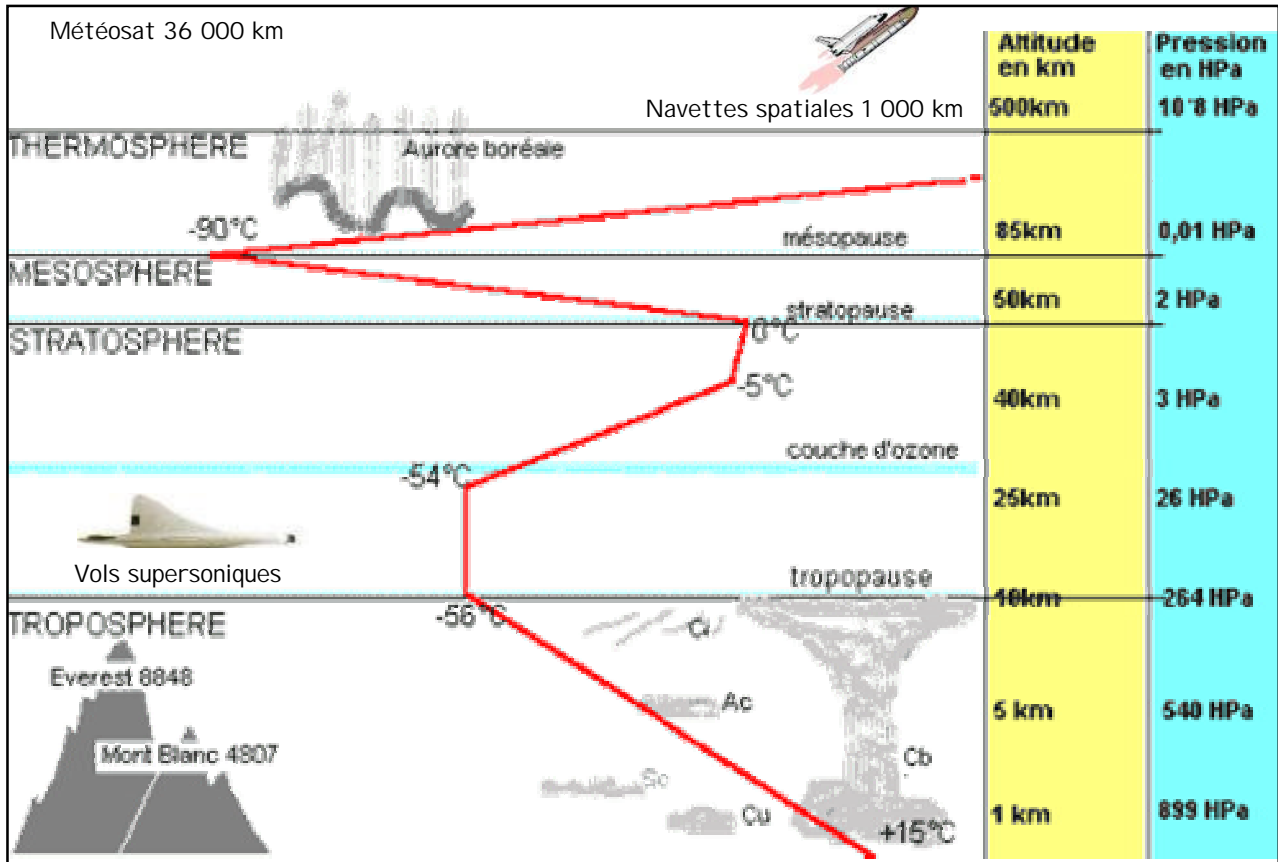 Météosat 36 000 km
Navettes spatiales 1 000 km
Altitude
en km
Pression
en HPa
500km
10*8 HPa
THERMOSPHERE
Aurore boréale
-90°C
mésopause
85km
0,01 HPa
MESOSPHERE
stratopause
50km
2 HPa
STRATOSPHERE
0°C
-5°C
40km
3 HPa
couche d'ozone
-54°C
25km
26 HPa
Vols supersoniques
tropopause
10km
264 HPa
-56°C
TROPOSPHERE
Ci
Everest 8848
Ac
5 km
540 HPa
Mont Blanc 4807
Cb
Sc
Cu
+15°C
1 km
899 HPa